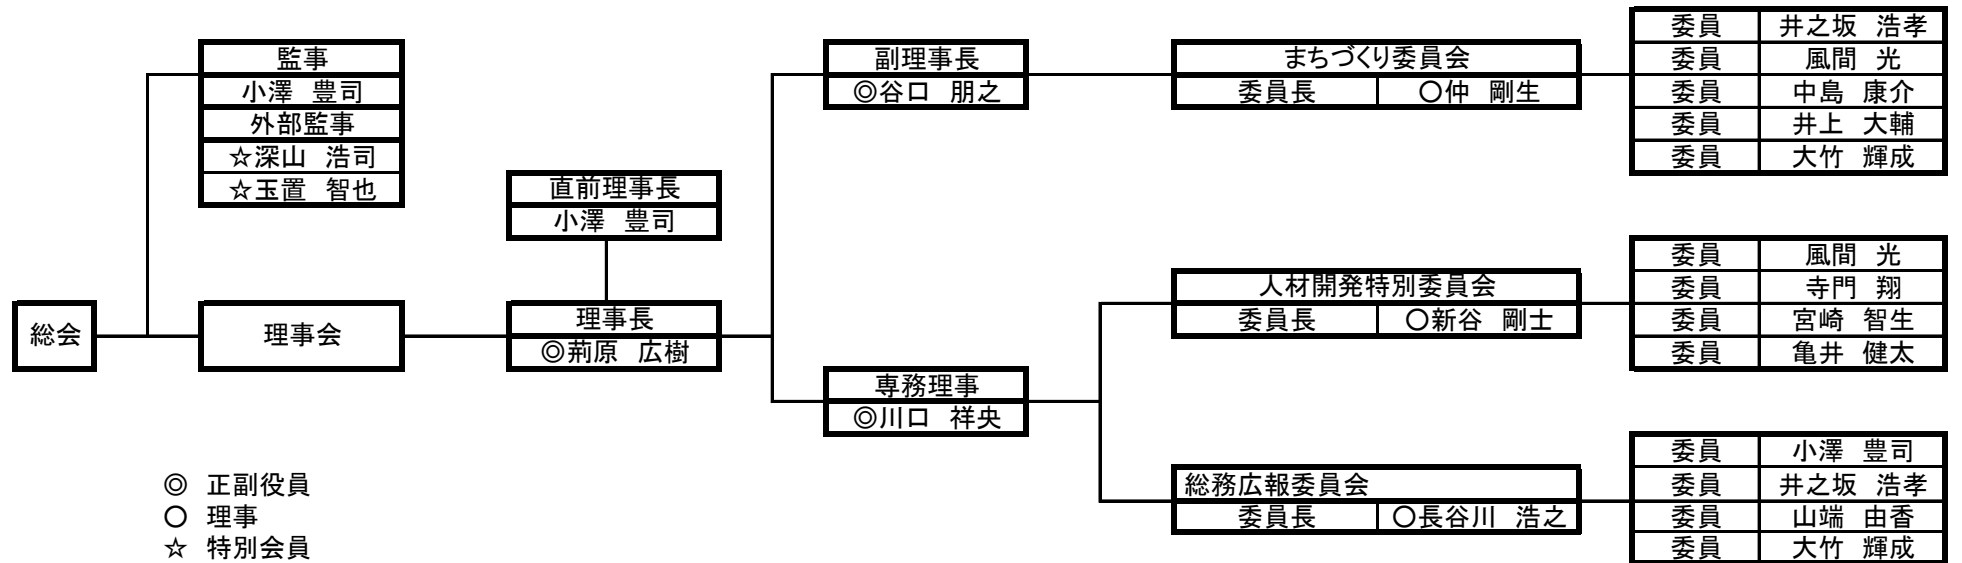 総会
監事
小澤 豊司
外部監事
☆深山 浩司
☆玉置 智也
理事会
直前理事長
小澤 豊司
理事長
◎荊原 広樹
副理事長
◎谷口 朋之
専務理事
◎川口 祥央
まちづくり委員会
委員長 〇仲 剛生
委員 井之坂 浩孝
委員 風間 光
委員 中島 康介
委員 井上 大輔
委員 大竹 輝成
人材開発特別委員会
委員長 〇新谷 剛士
委員 風間 光
委員 寺門 翔
委員 宮崎 智生
委員 亀井 健太
総務広報委員会
委員長 〇長谷川 浩之
委員 小澤 豊司
委員 井之坂 浩孝
委員 山端 由香
委員 大竹 輝成
◎ 正副役員
〇 理事
☆ 特別会員